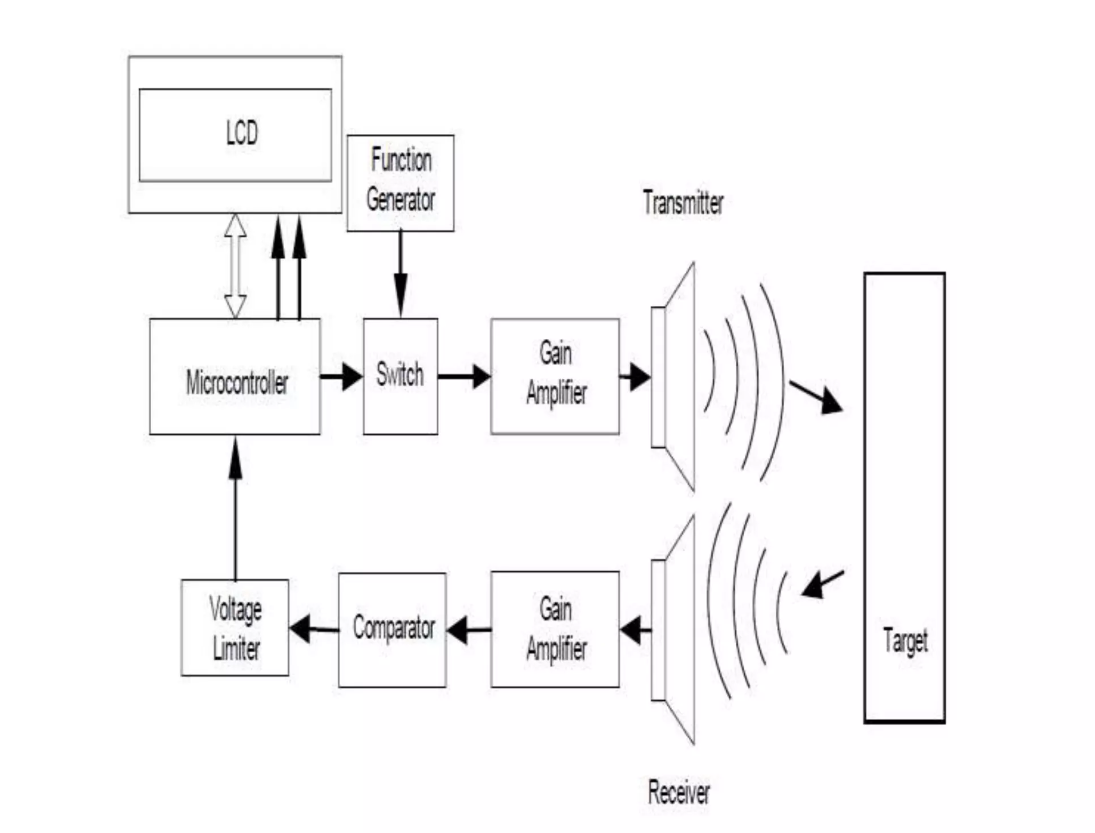 LCD
Function
Generator
Transmitter
Microcontroller
Switch
Gain
Amplifier
Voltage
Limiter
Comparator
Gain
Amplifier
Target
Receiver